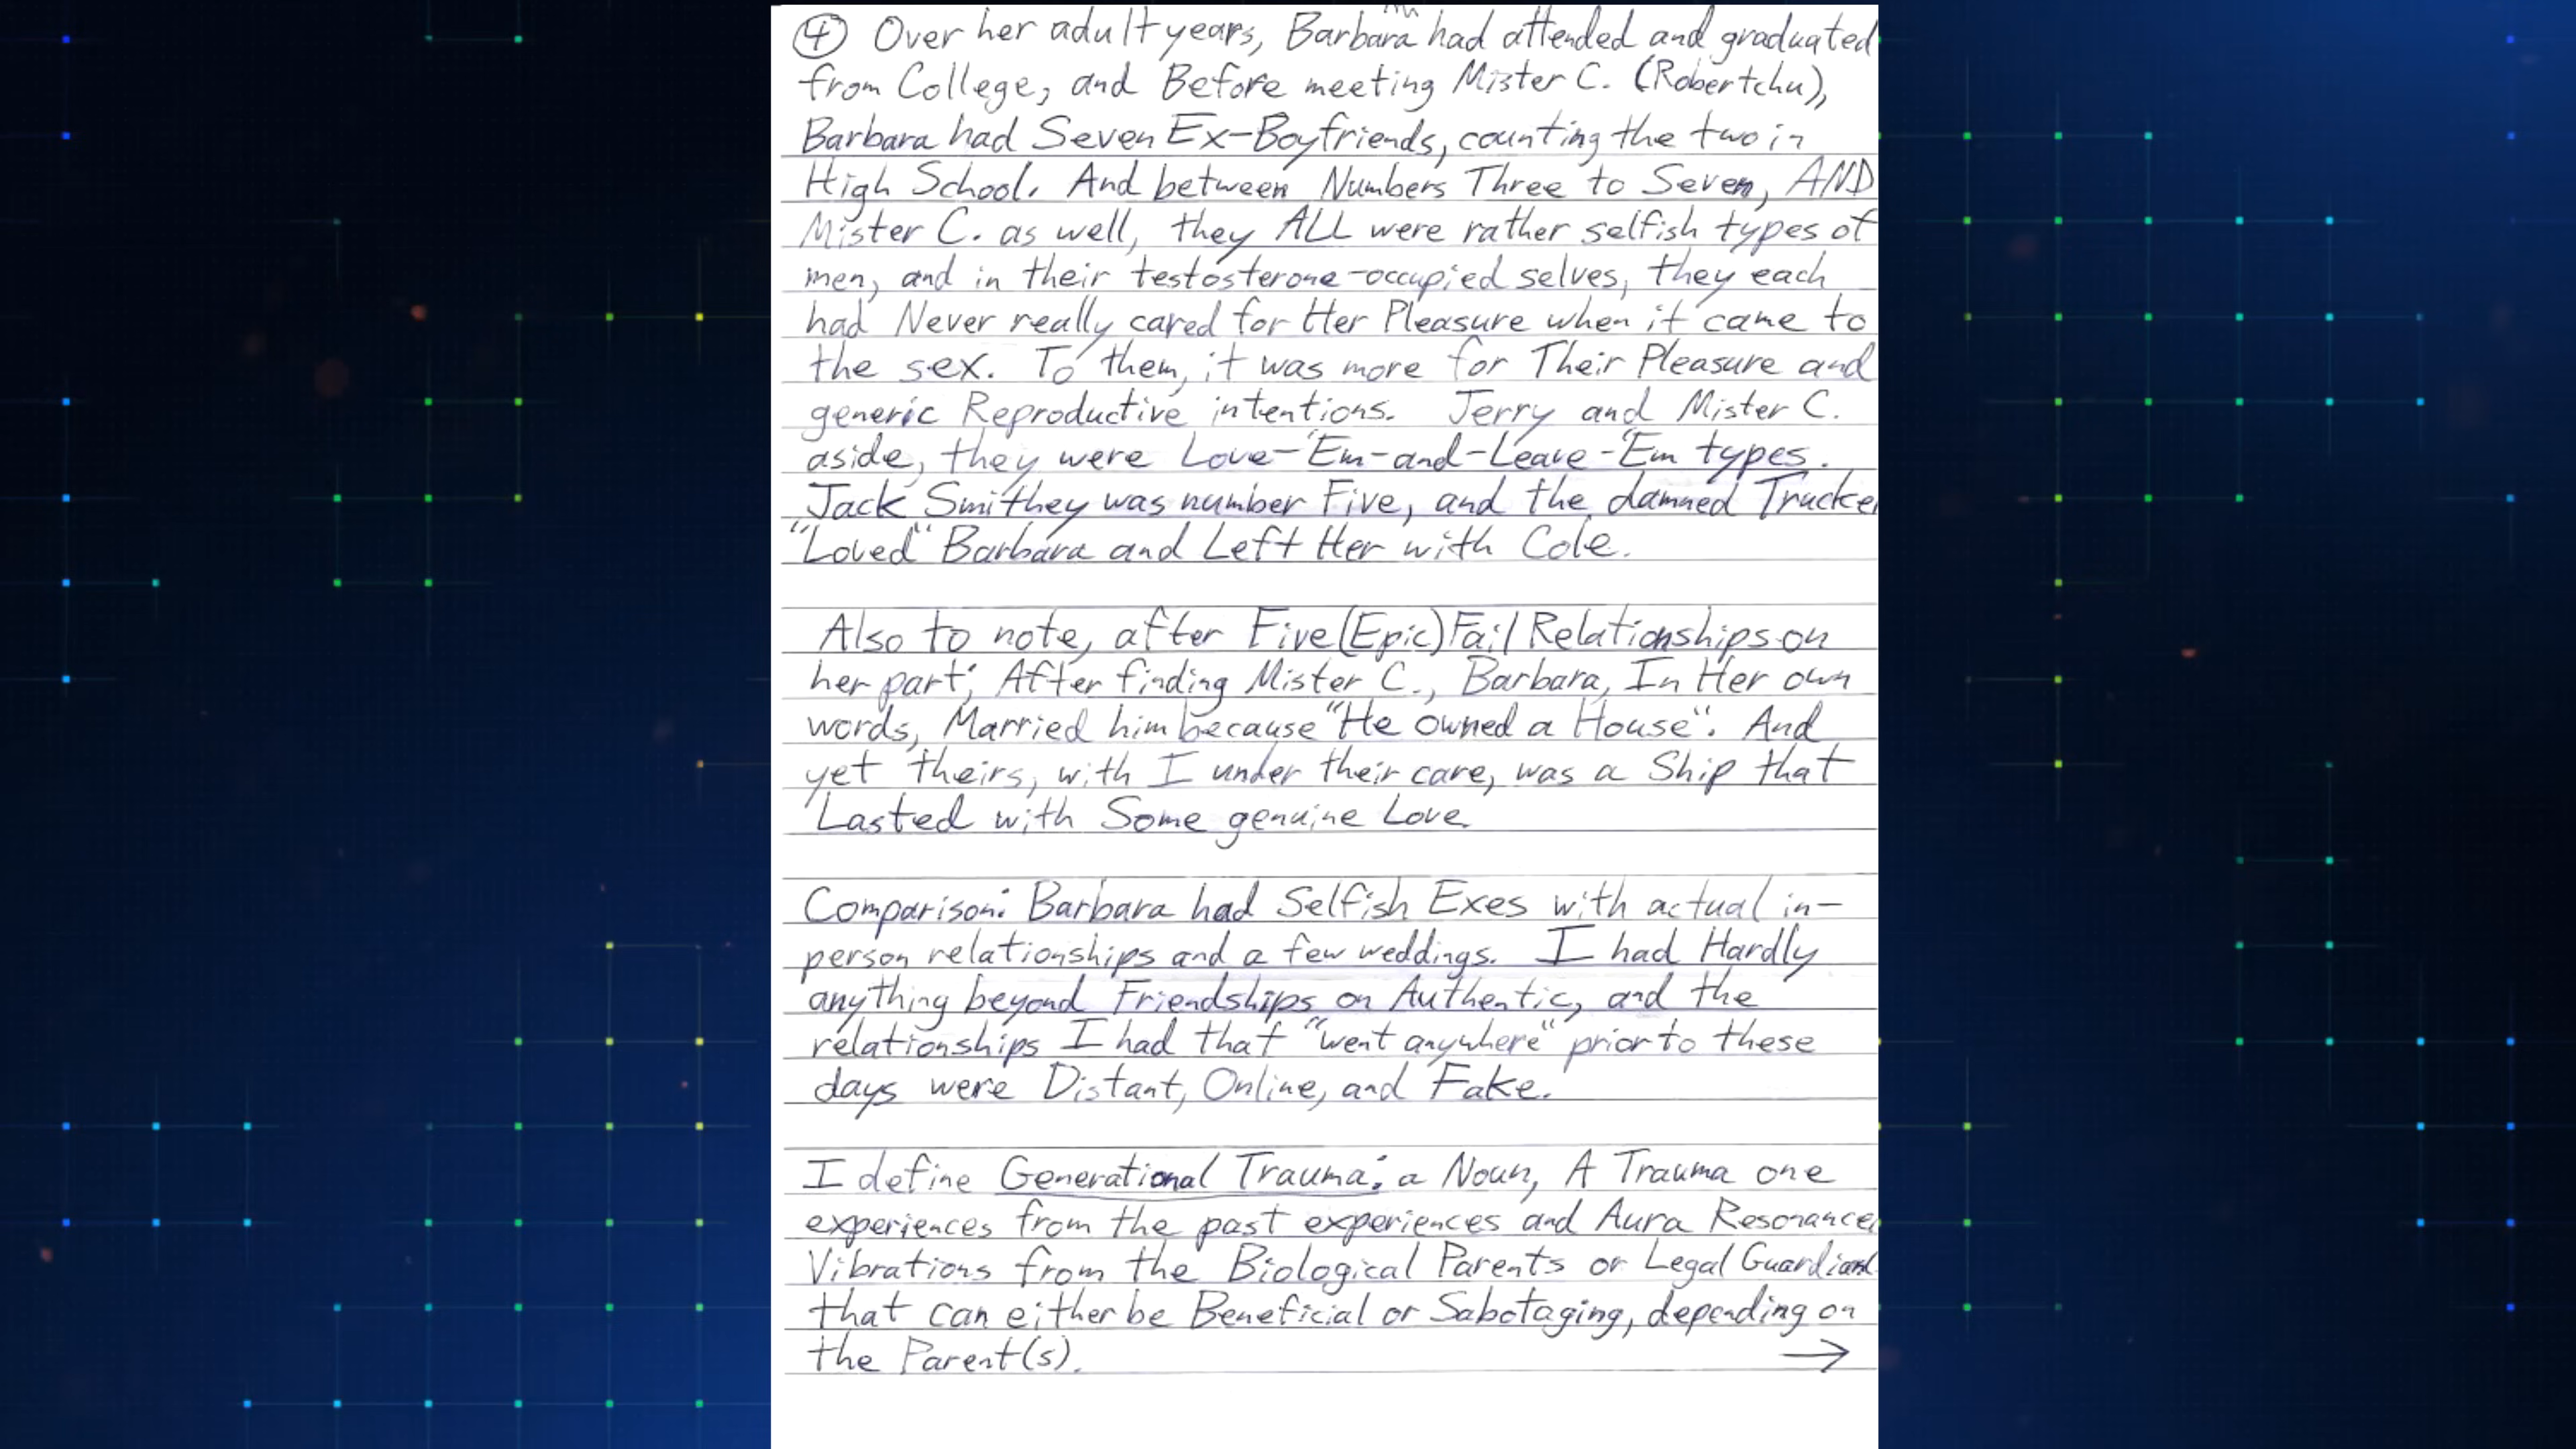 ④ Over her adult years, Barbara had attended and graduated
from College, and Before meeting Mister C. (Robertchu),
Barbara had Seven Ex-Boyfriends, counting the two in
High School. And between Numbers Three to Seven, AND
Mister C. as well, they ALL were rather selfish types of
men, and in their testosterone-occupied selves, they each
had Never really cared for Her Pleasure when it came to
the sex. To them, it was more for Their Pleasure and
generic Reproductive intentions. Jerry and Mister C.
aside, they were Love-'Em-and-Leave-'Em types.
Jack Smithey was number Five, and the damned Trucker
"Loved" Barbara and Left Her with Cole.
Also to note, after Five (Epic) Fail Relationships on
her part; After finding Mister C., Barbara, In Her own
words, Married him because "He owned a House". And
yet theirs, with I under their care, was a Ship that
Lasted with Some genuine Love.
Comparison: Barbara had Selfish Exes with actual in-
person relationships and a few weddings. I had Hardly
anything beyond Friendships on Authentic, and the
relationships I had that "went anywhere" prior to these
days were Distant, Online, and Fake.
I define Generational Trauma: a Noun, A Trauma one
experiences from the past experiences and Aura Resonance
Vibrations from the Biological Parents or Legal Guardians
that can either be Beneficial or Sabotaging, depending on
the Parent(s). →